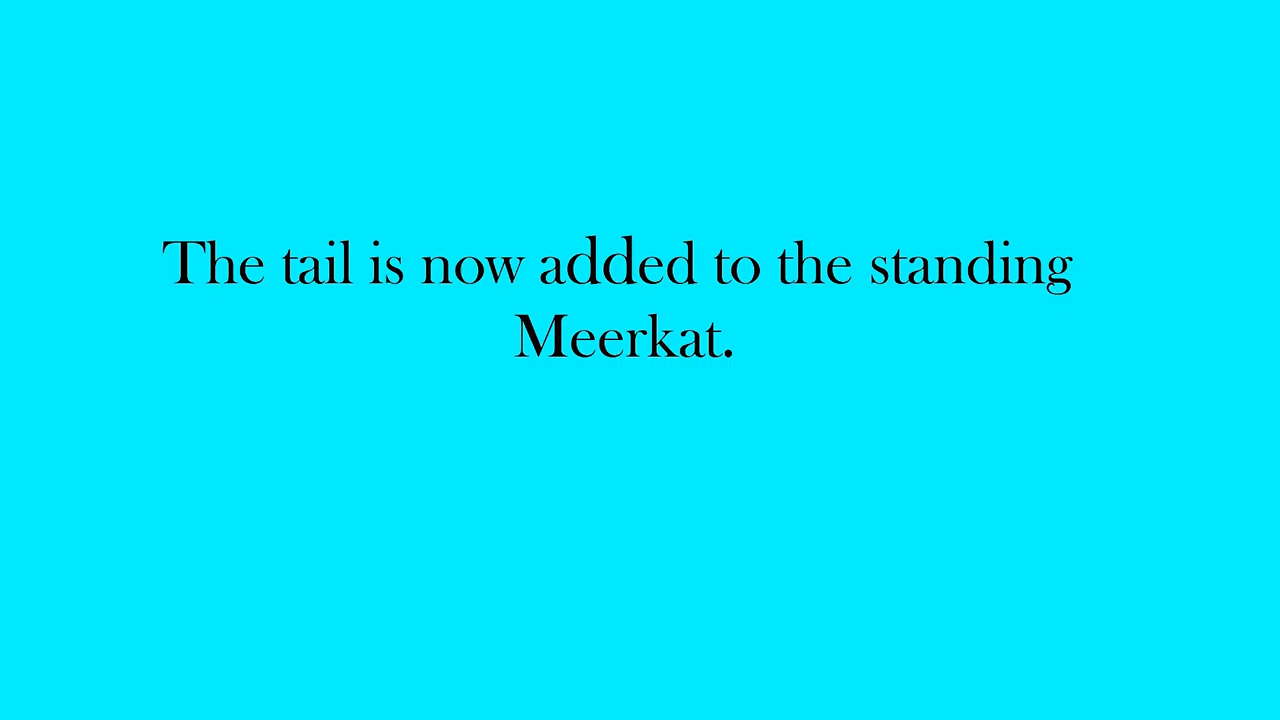 The tail is now added to the standing
Meerkat.